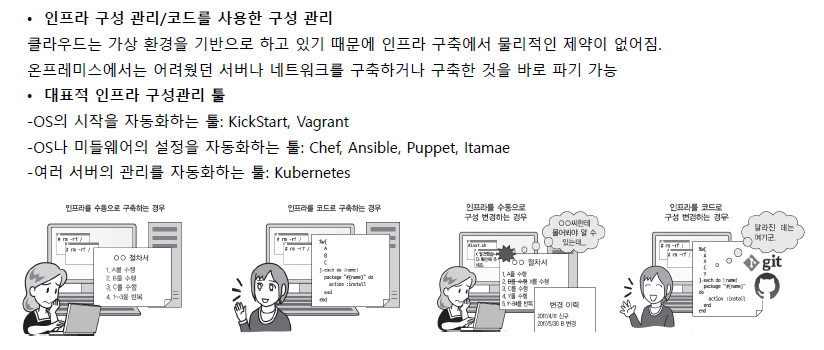 • 인프라 구성 관리/코드를 사용한 구성 관리
클라우드는 가상 환경을 기반으로 하고 있기 때문에 인프라 구축에서 물리적인 제약이 없어짐.
온프레미스에서는 어려웠던 서버나 네트워크를 구축하거나 구축한 것을 바로 파기 가능
• 대표적 인프라 구성관리 툴
-OS의 시작을 자동화하는 툴: KickStart, Vagrant
-OS나 미들웨어의 설정을 자동화하는 툴: Chef, Ansible, Puppet, Itamae
-여러 서버의 관리를 자동화하는 툴: Kubernetes
인프라를 수동으로 구축하는 경우
# rm -rf /
# rm -rf /
○○ 절차서
1. A를 수행
2. B를 수행
3. C를 수행
4. 1~3을 반복
인프라를 코드로 구축하는 경우
# rm -rf /
# rm -rf /
%w{
A
B
C
}.each do |name|
package "#{name}" do
action :install
end
end
인프라를 수동으로
구성 변경하는 경우
○○씨한테
물어봐야 알 수
있는데...
#!test.sh
○○ 절차서
1. A를 수행
2. B를 수행 X를 수행
3. C를 수행
4. Y를 수행
5. 1~3을 반복
변경 이력
2017/4/11 신규
2017/5/30 B 변경
인프라를 코드로
구성 변경하는 경우
달라진 데는
여기군.
# rm -rf /
# rm -rf /
%w{
A
X
C
Y
}.each do |name|
package "#{name}"
do
action :install
end
end
git